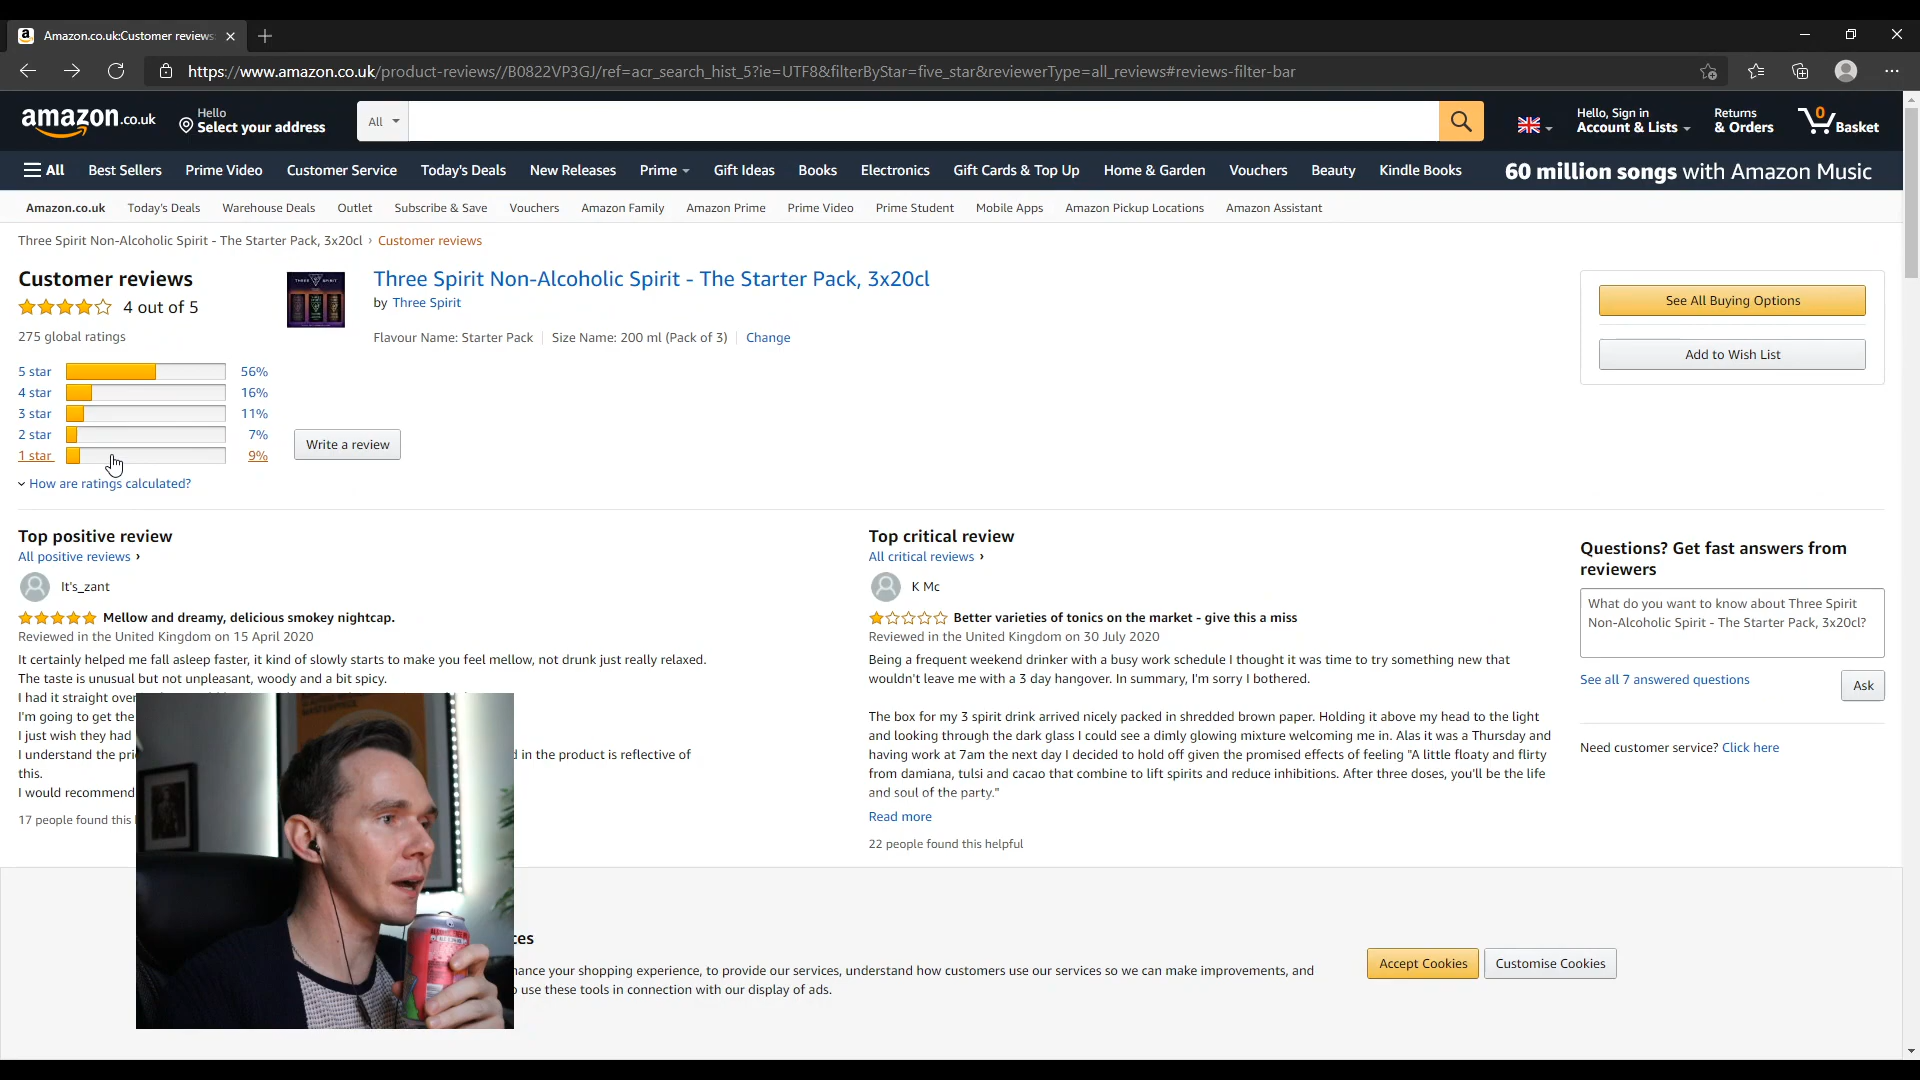 Amazon.co.uk:Customer reviews:
https://www.amazon.co.uk/product-reviews//B0822VP3GJ/ref=acr_search_hist_5?ie=UTF8&filterByStar=five_star&reviewerType=all_reviews#reviews-filter-bar
amazon.co.uk
Hello
Select your address
All
Hello, Sign in
Account & Lists
Returns
& Orders
0
Basket
All Best Sellers Prime Video Customer Service Today's Deals New Releases Prime Gift Ideas Books Electronics Gift Cards & Top Up Home & Garden Vouchers Beauty Kindle Books 60 million songs with Amazon Music
Amazon.co.uk Today's Deals Warehouse Deals Outlet Subscribe & Save Vouchers Amazon Family Amazon Prime Prime Video Prime Student Mobile Apps Amazon Pickup Locations Amazon Assistant
Three Spirit Non-Alcoholic Spirit - The Starter Pack, 3x20cl › Customer reviews
Customer reviews
4 out of 5
275 global ratings
5 star 56%
4 star 16%
3 star 11%
2 star 7%
1 star 9%
How are ratings calculated?
Three Spirit Non-Alcoholic Spirit - The Starter Pack, 3x20cl
by Three Spirit
Flavour Name: Starter Pack Size Name: 200 ml (Pack of 3) Change
Write a review
See All Buying Options
Add to Wish List
Top positive review
All positive reviews ›
It's_zant
Mellow and dreamy, delicious smokey nightcap.
Reviewed in the United Kingdom on 15 April 2020
It certainly helped me fall asleep faster, it kind of slowly starts to make you feel mellow, not drunk just really relaxed.
The taste is unusual but not unpleasant, woody and a bit spicy.
I had it straight over
I'm going to get the
I just wish they had
I understand the pri in the product is reflective of
this.
I would recommend
17 people found this
Top critical review
All critical reviews ›
K Mc
Better varieties of tonics on the market - give this a miss
Reviewed in the United Kingdom on 30 July 2020
Being a frequent weekend drinker with a busy work schedule I thought it was time to try something new that
wouldn't leave me with a 3 day hangover. In summary, I'm sorry I bothered.
The box for my 3 spirit drink arrived nicely packed in shredded brown paper. Holding it above my head to the light
and looking through the dark glass I could see a dimly glowing mixture welcoming me in. Alas it was a Thursday and
having work at 7am the next day I decided to hold off given the promised effects of feeling "A little floaty and flirty
from damiana, tulsi and cacao that combine to lift spirits and reduce inhibitions. After three doses, you'll be the life
and soul of the party."
Read more
22 people found this helpful
Questions? Get fast answers from
reviewers
What do you want to know about Three Spirit
Non-Alcoholic Spirit - The Starter Pack, 3x20cl?
See all 7 answered questions
Ask
Need customer service? Click here
ces
hance your shopping experience, to provide our services, understand how customers use our services so we can make improvements, and
use these tools in connection with our display of ads.
Accept Cookies
Customise Cookies